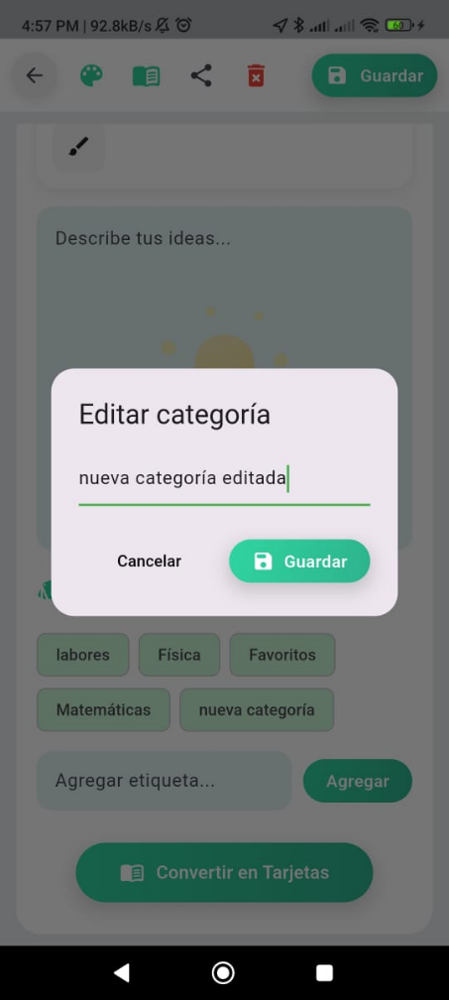 4:57 PM | 92.8kB/s
60
Guardar
Describe tus ideas...
Editar categoría
nueva categoría editada
Cancelar
Guardar
labores
Física
Favoritos
Matemáticas
nueva categoría
Agregar etiqueta...
Agregar
Convertir en Tarjetas